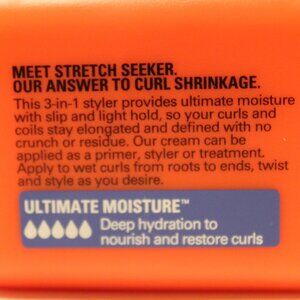 MEET STRETCH SEEKER.
OUR ANSWER TO CURL SHRINKAGE.
This 3-in-1 styler provides ultimate moisture
with slip and light hold, so your curls and
coils stay elongated and defined with no
crunch or residue. Our cream can be
applied as a primer, styler or treatment.
Apply to wet curls from roots to ends, twist
and style as you desire.
ULTIMATE MOISTURE™
Deep hydration to
nourish and restore curls